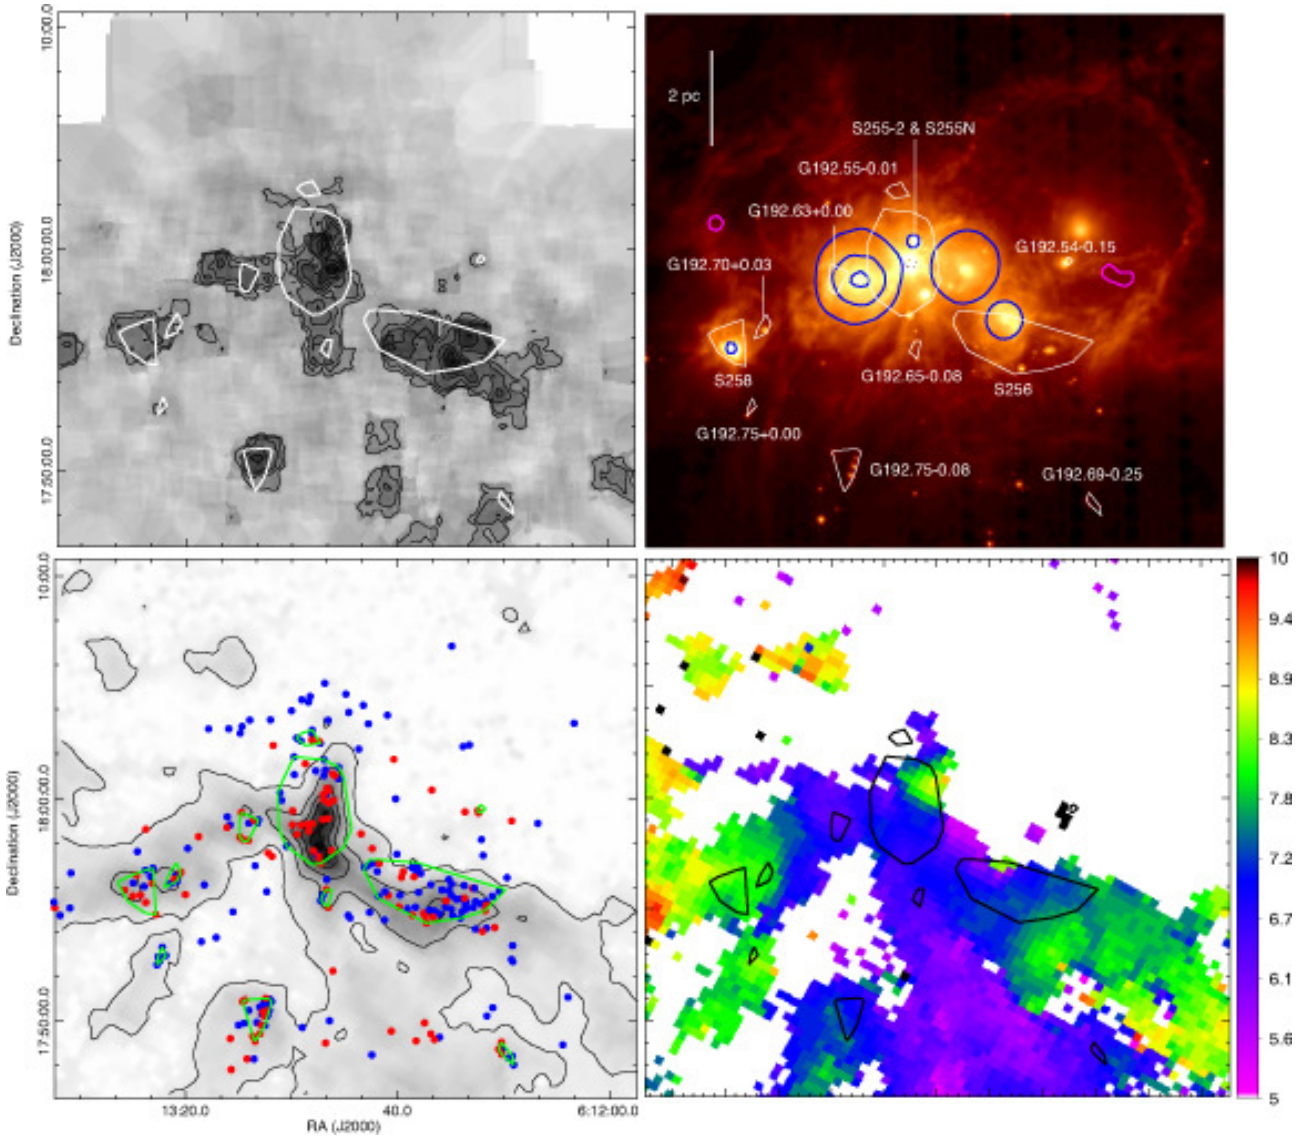 10:00.0
18:00:00.0
17:50:00.0
Declination (J2000)
2 pc
S255-2 & S255N
G192.55-0.01
G192.63+0.00
G192.54-0.15
G192.70+0.03
S258
G192.65-0.08
S256
G192.75+0.00
G192.75-0.08
G192.69-0.25
10:00.0
18:00:00.0
17:50:00.0
Declination (J2000)
13:20.0
40.0
6:12:00.0
RA (J2000)
10
9.4
8.9
8.3
7.8
7.2
6.7
6.1
5.6
5